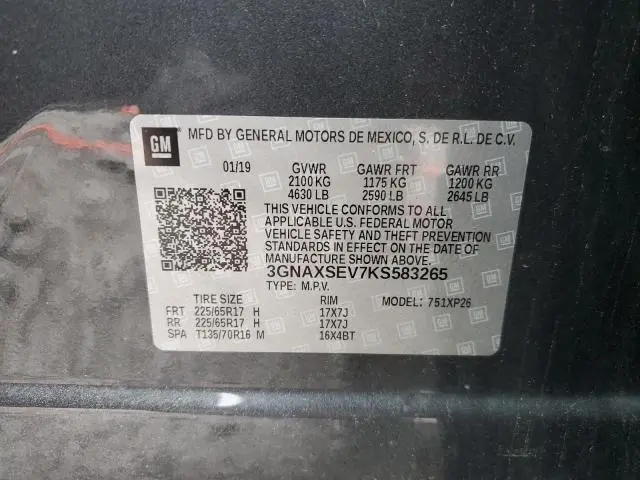 GM MFD BY GENERAL MOTORS DE MEXICO, S. DE R.L. DE C.V.
01/19 GVWR GAWR FRT GAWR RR
2100 KG 1175 KG 1200 KG
4630 LB 2590 LB 2645 LB
THIS VEHICLE CONFORMS TO ALL
APPLICABLE U.S. FEDERAL MOTOR
VEHICLE SAFETY AND THEFT PREVENTION
STANDARDS IN EFFECT ON THE DATE OF
MANUFACTURE SHOWN ABOVE.
3GNAXSEV7KS583265
TYPE: M.P.V. MODEL: 751XP26
TIRE SIZE RIM
FRT 225/65R17 H 17X7J
RR 225/65R17 H 17X7J
SPA T135/70R16 M 16X4BT